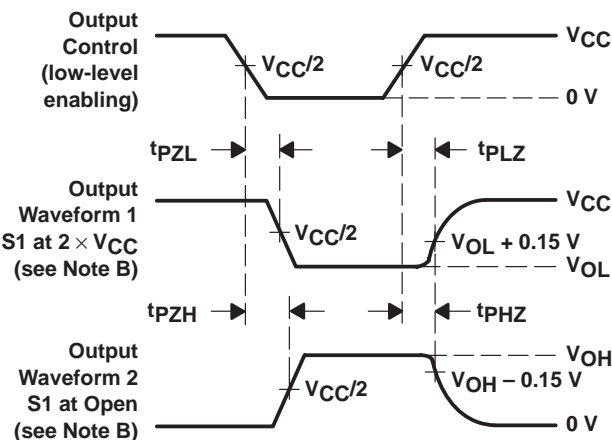 Output
Control
(low-level
enabling)
VCC/2
VCC/2
VCC
0 V
tPZL
tPLZ
Output
Waveform 1
S1 at 2 × VCC
(see Note B)
VCC/2
VCC
VOL + 0.15 V
VOL
tPZH
tPHZ
Output
Waveform 2
S1 at Open
(see Note B)
VCC/2
VOH
VOH – 0.15 V
0 V